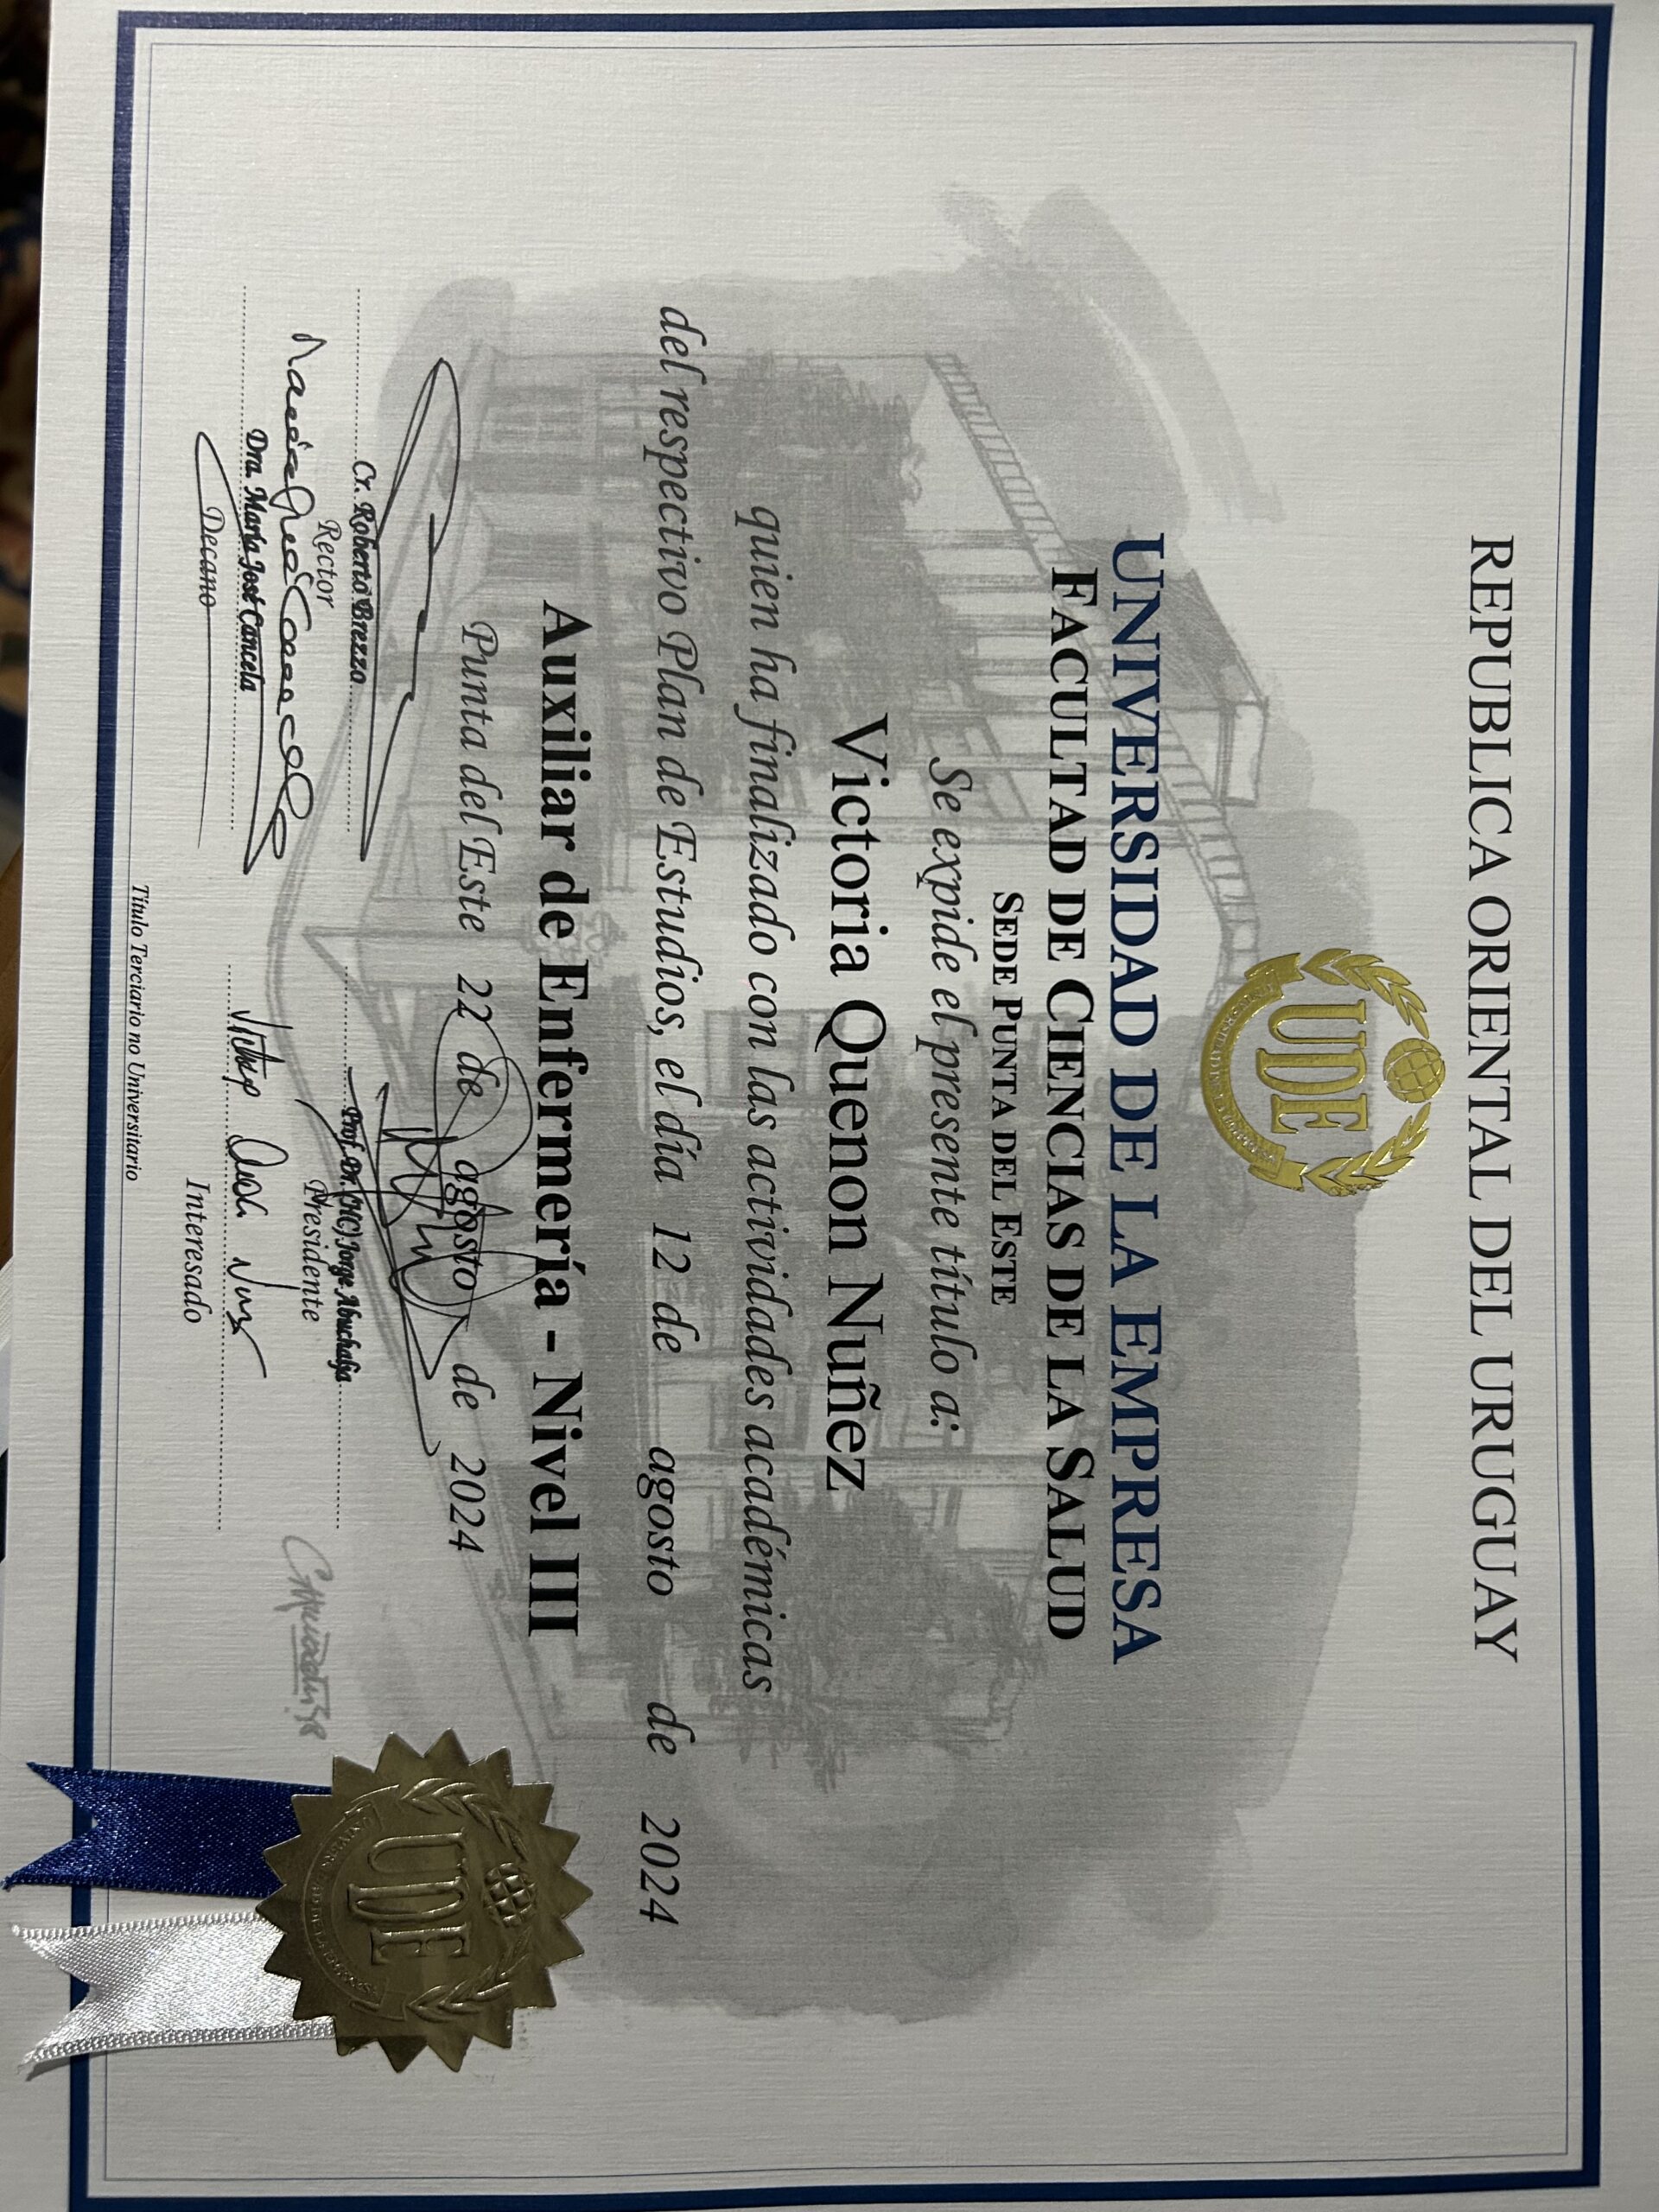 REPUBLICA ORIENTAL DEL URUGUAY
UDE
UNIVERSIDAD DE LA EMPRESA
FACULTAD DE CIENCIAS DE LA SALUD
SEDE PUNTA DEL ESTE
Se expide el presente título a:
Victoria Quenon Nuñez
quien ha finalizado con las actividades académicas
del respectivo Plan de Estudios, el día 12 de agosto de 2024
Auxiliar de Enfermería - Nivel III
Punta del Este 22 de agosto de 2024
Cr. Roberto Brezzo
Rector
Prof. Dr. (HC) Jorge Abuchalja
Presidente
Dra. María José Cancela
Decano
Interesado
Título Terciario no Universitario
UDE